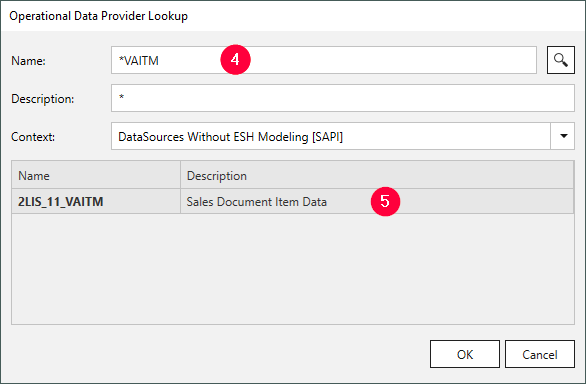 Operational Data Provider Lookup
Name: *VAITM 4
Description: *
Context: DataSources Without ESH Modeling [SAPI]
Name Description
2LIS_11_VAITM Sales Document Item Data 5
OK Cancel